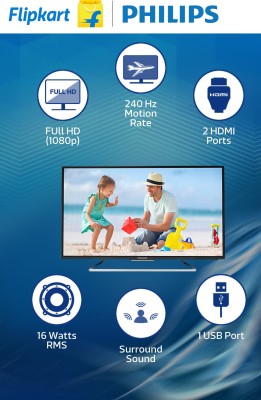 Flipkart
PHILIPS
FULL HD
240 Hz
Motion
Rate
HDMI
FULL HD
(1080p)
2 HDMI
Ports
16 Watts
RMS
Surround
Sound
1 USB Port